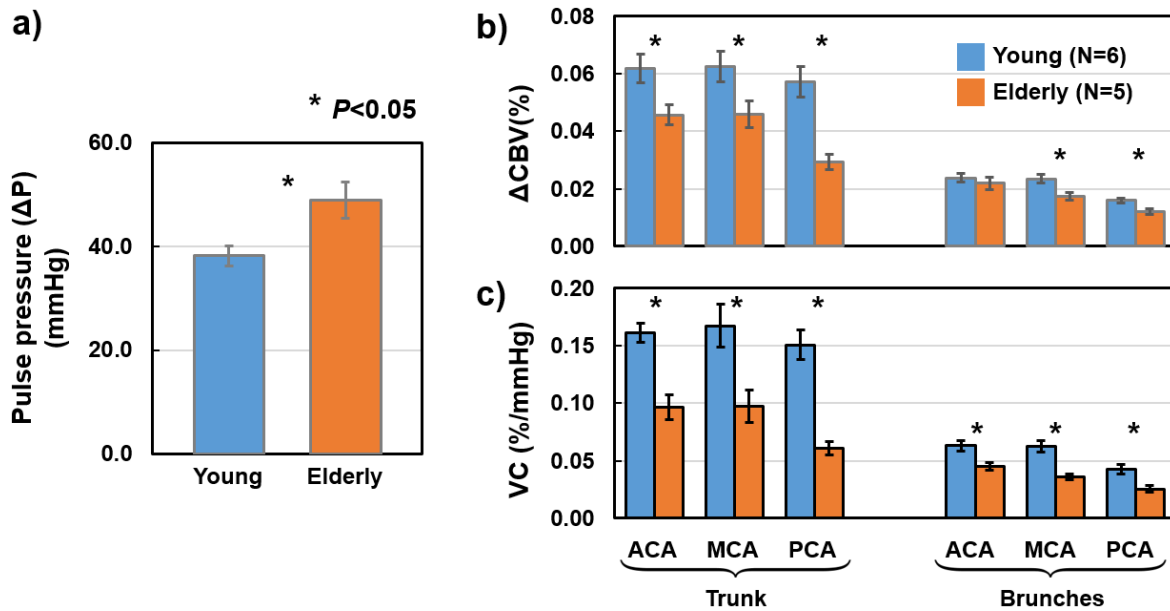 a)
* P<0.05
Pulse pressure (ΔP)
(mmHg)
60.0
40.0
20.0
0.0
*
Young
Elderly
b)
ΔCBV(%)
0.08
0.06
0.04
0.02
0.00
* * * * *
Young (N=6)
Elderly (N=5)
c)
VC (%/mmHg)
0.20
0.15
0.10
0.05
0.00
* * * * * *
ACA MCA PCA ACA MCA PCA
Trunk Brunches